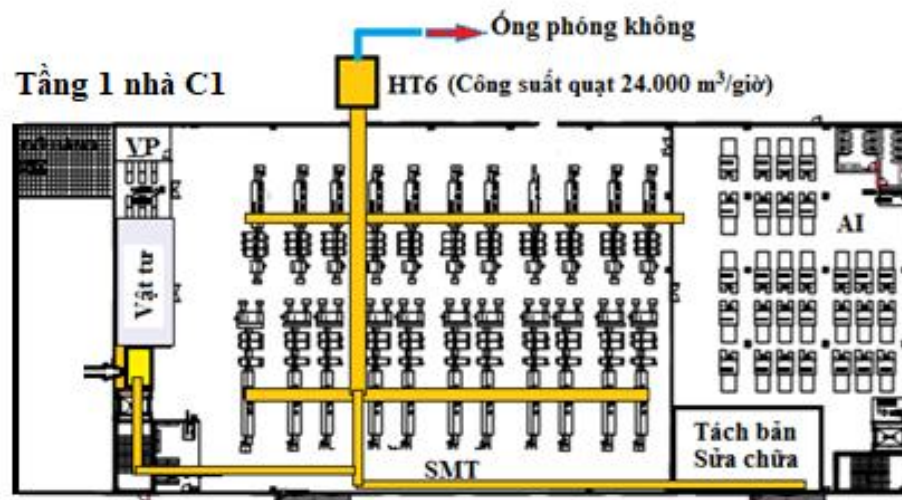 Ống phóng không
Tầng 1 nhà C1
HT6 (Công suất quạt 24.000 m³/giờ)
VP
AI
Vật tư
Tách bản
Sửa chữa
SMT